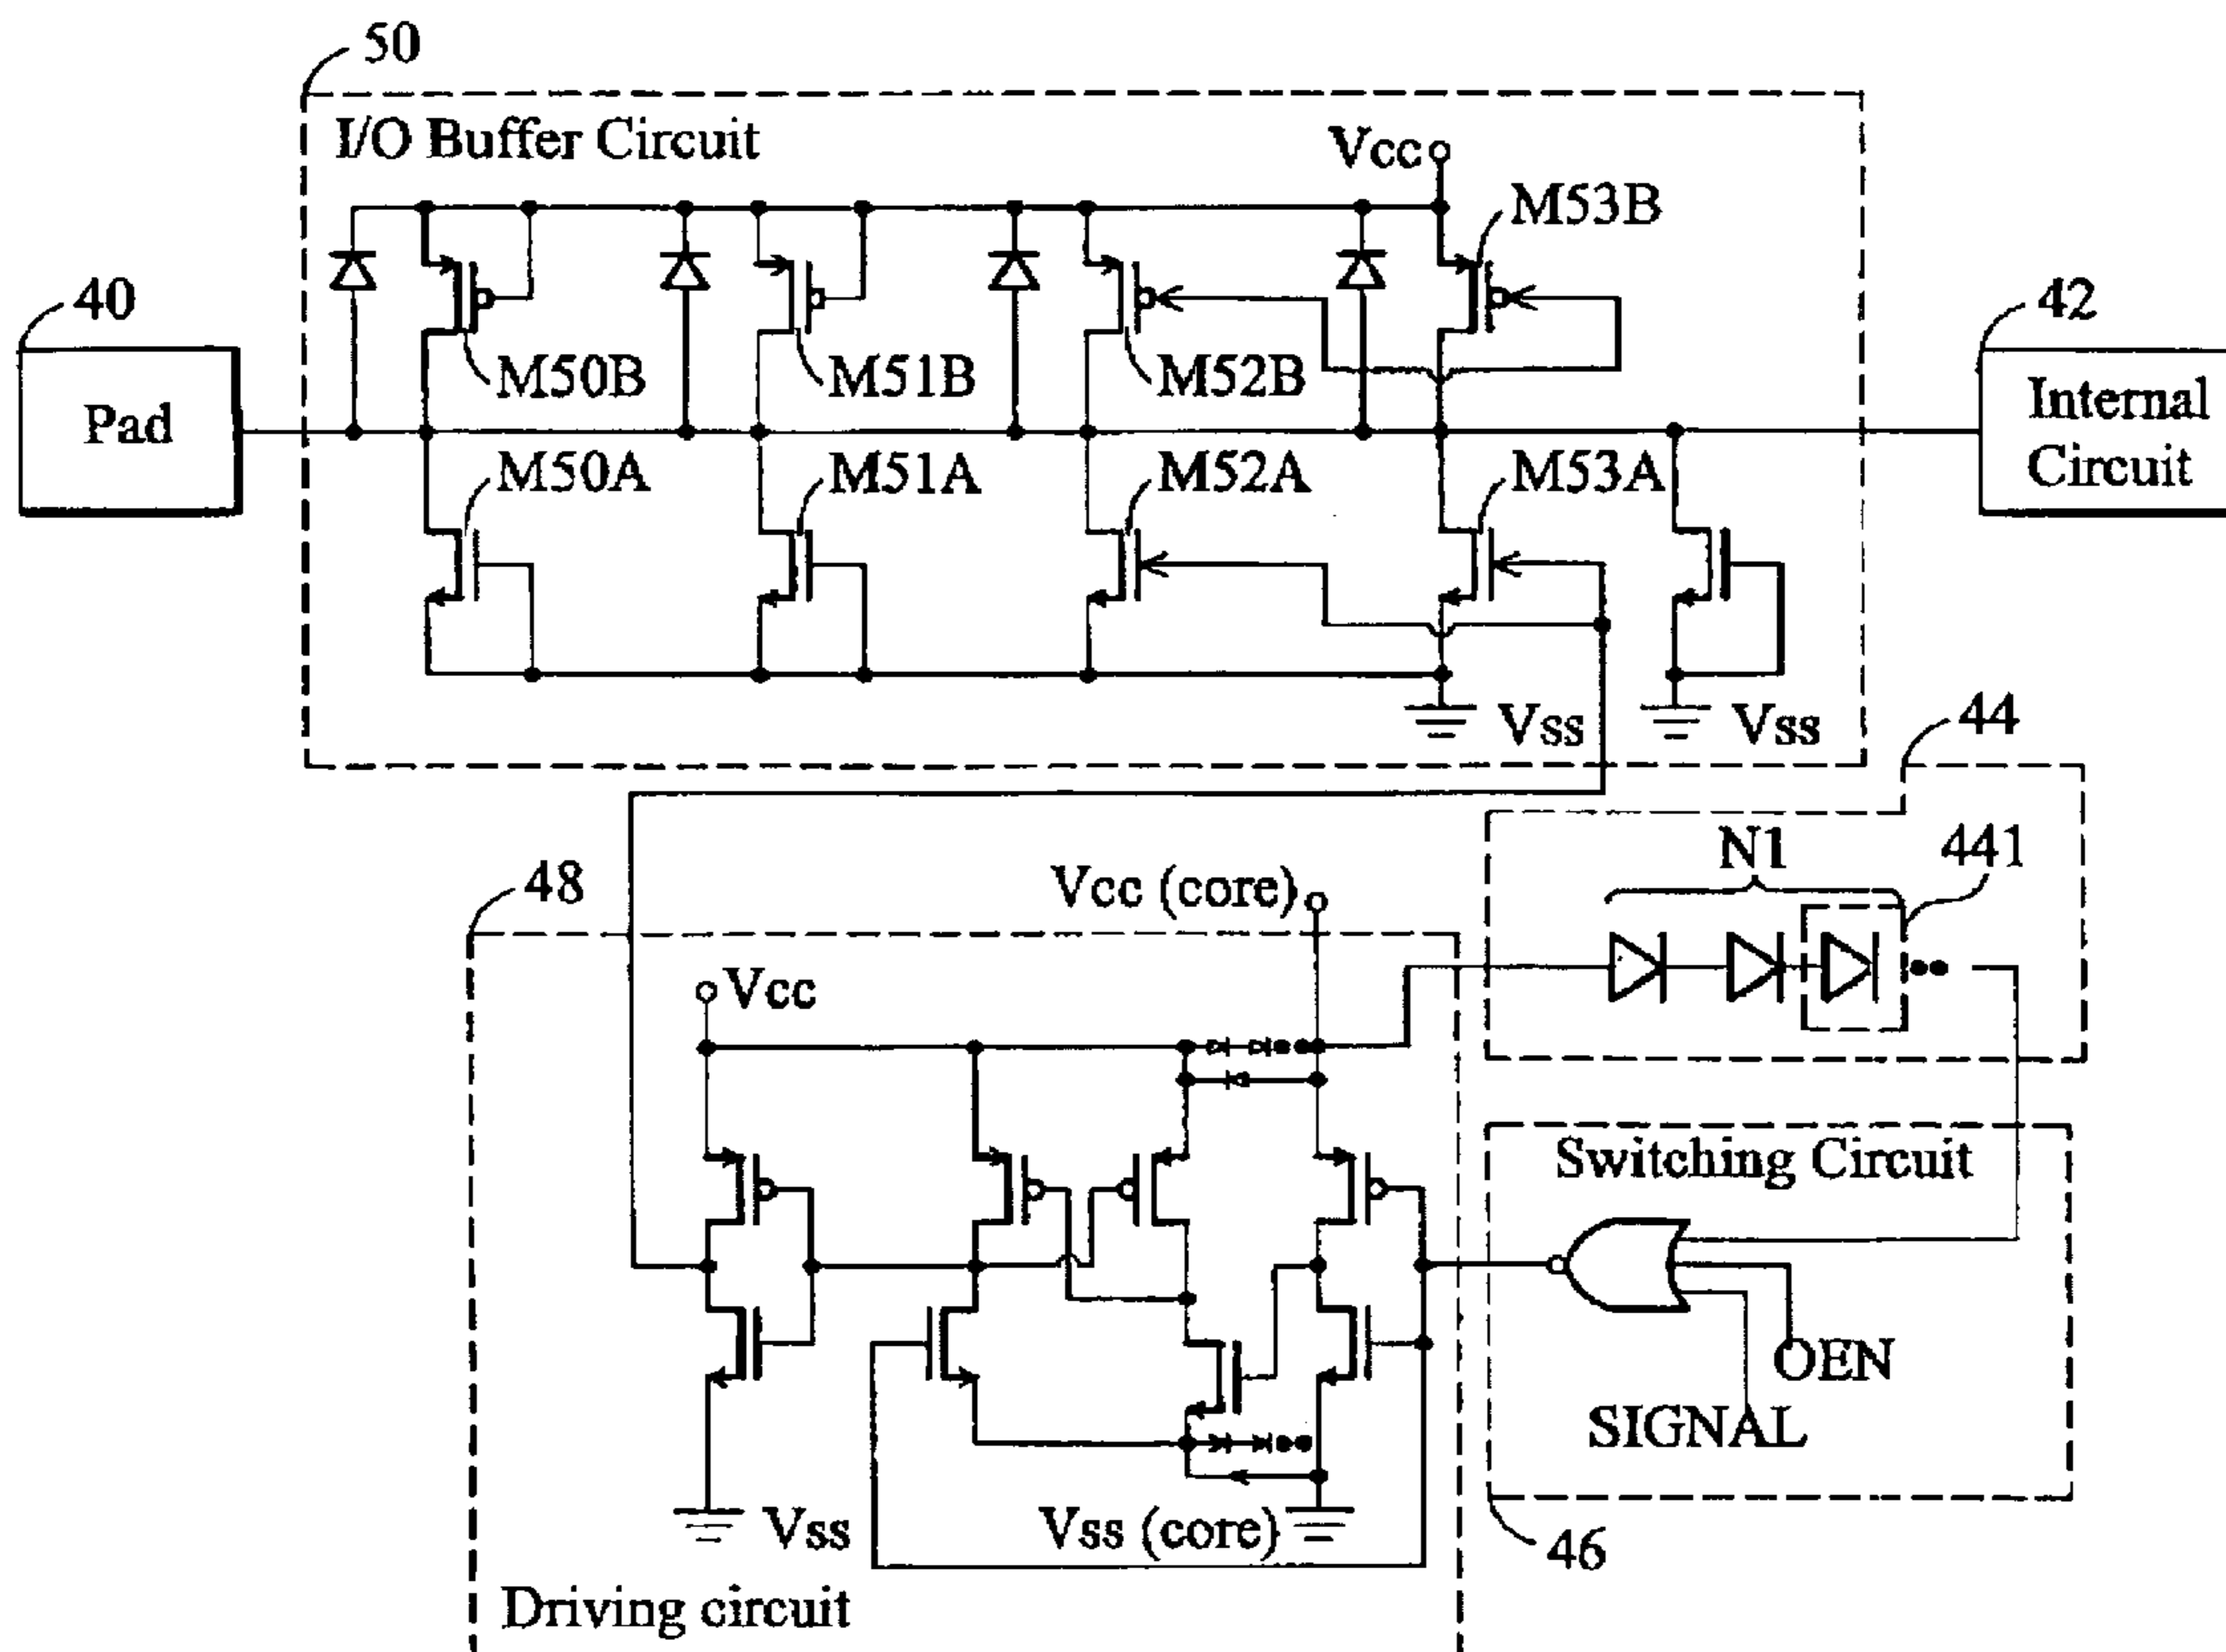 50
I/O Buffer Circuit
Vcc
M53B
40
42
M50B
M51B
M52B
Pad
Internal
Circuit
M50A
M51A
M52A
M53A
Vss
Vss
44
N1
441
48
Vcc (core)
Vcc
Switching Circuit
OEN
SIGNAL
Vss
Vss (core)
46
Driving circuit